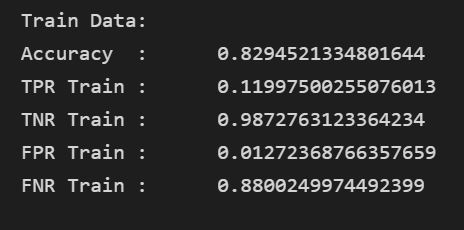 Train Data:
Accuracy  :      0.8294521334801644
TPR Train :      0.11997500255076013
TNR Train :      0.9872763123364234
FPR Train :      0.01272368766357659
FNR Train :      0.8800249974492399